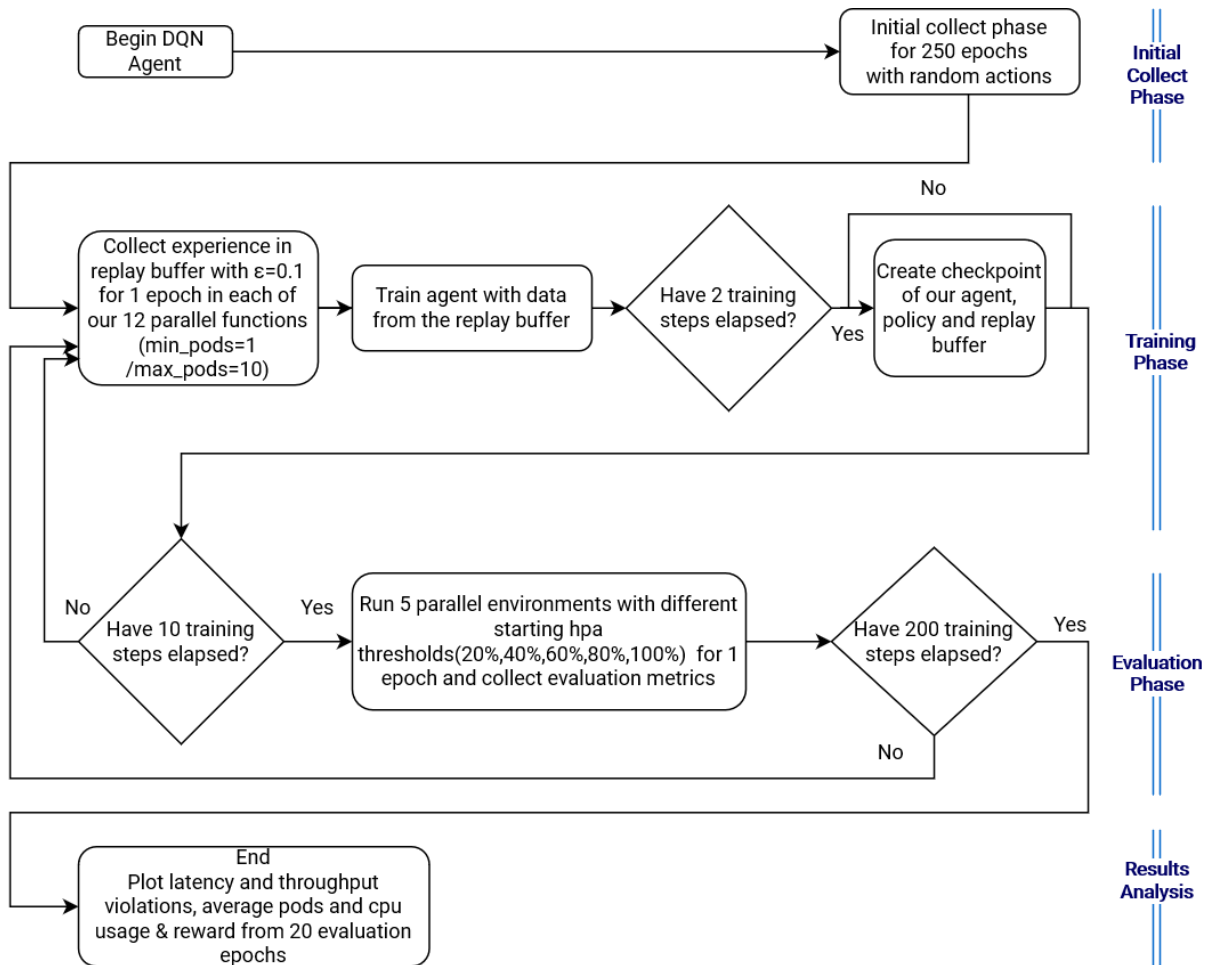 Begin DQN
Agent
Initial collect phase
for 250 epochs
with random actions
Initial
Collect
Phase
Collect experience in
replay buffer with ε=0.1
for 1 epoch in each of
our 12 parallel functions
(min_pods=1
/max_pods=10)
Train agent with data
from the replay buffer
Have 2 training
steps elapsed?
No
Yes
Create checkpoint
of our agent,
policy and replay
buffer
Training
Phase
No
Have 10 training
steps elapsed?
Yes
Run 5 parallel environments with different
starting hpa
thresholds(20%,40%,60%,80%,100%) for 1
epoch and collect evaluation metrics
Have 200 training
steps elapsed?
Yes
No
Evaluation
Phase
End
Plot latency and throughput
violations, average pods and cpu
usage & reward from 20 evaluation
epochs
Results
Analysis